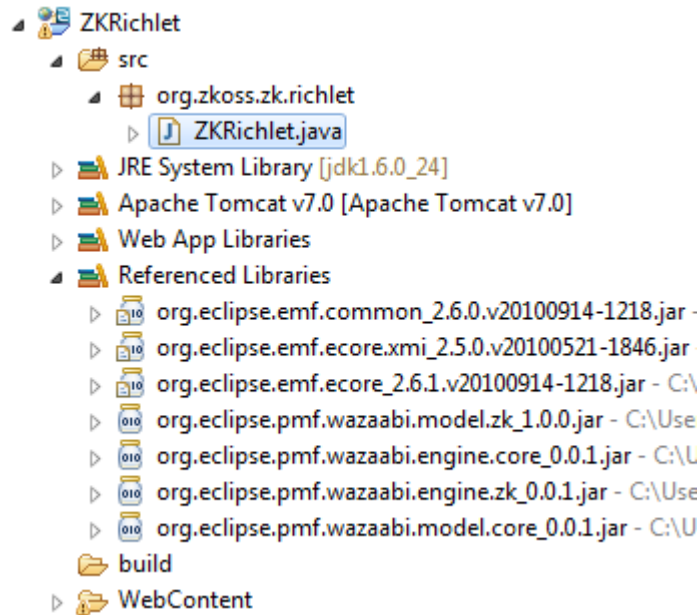 ZKRichlet
src
org.zkoss.zk.richlet
ZKRichlet.java
JRE System Library [jdk1.6.0_24]
Apache Tomcat v7.0 [Apache Tomcat v7.0]
Web App Libraries
Referenced Libraries
org.eclipse.emf.common_2.6.0.v20100914-1218.jar -
org.eclipse.emf.ecore.xmi_2.5.0.v20100521-1846.jar -
org.eclipse.emf.ecore_2.6.1.v20100914-1218.jar - C:\
org.eclipse.pmf.wazaabi.model.zk_1.0.0.jar - C:\Use
org.eclipse.pmf.wazaabi.engine.core_0.0.1.jar - C:\U
org.eclipse.pmf.wazaabi.engine.zk_0.0.1.jar - C:\Use
org.eclipse.pmf.wazaabi.model.core_0.0.1.jar - C:\U
build
WebContent